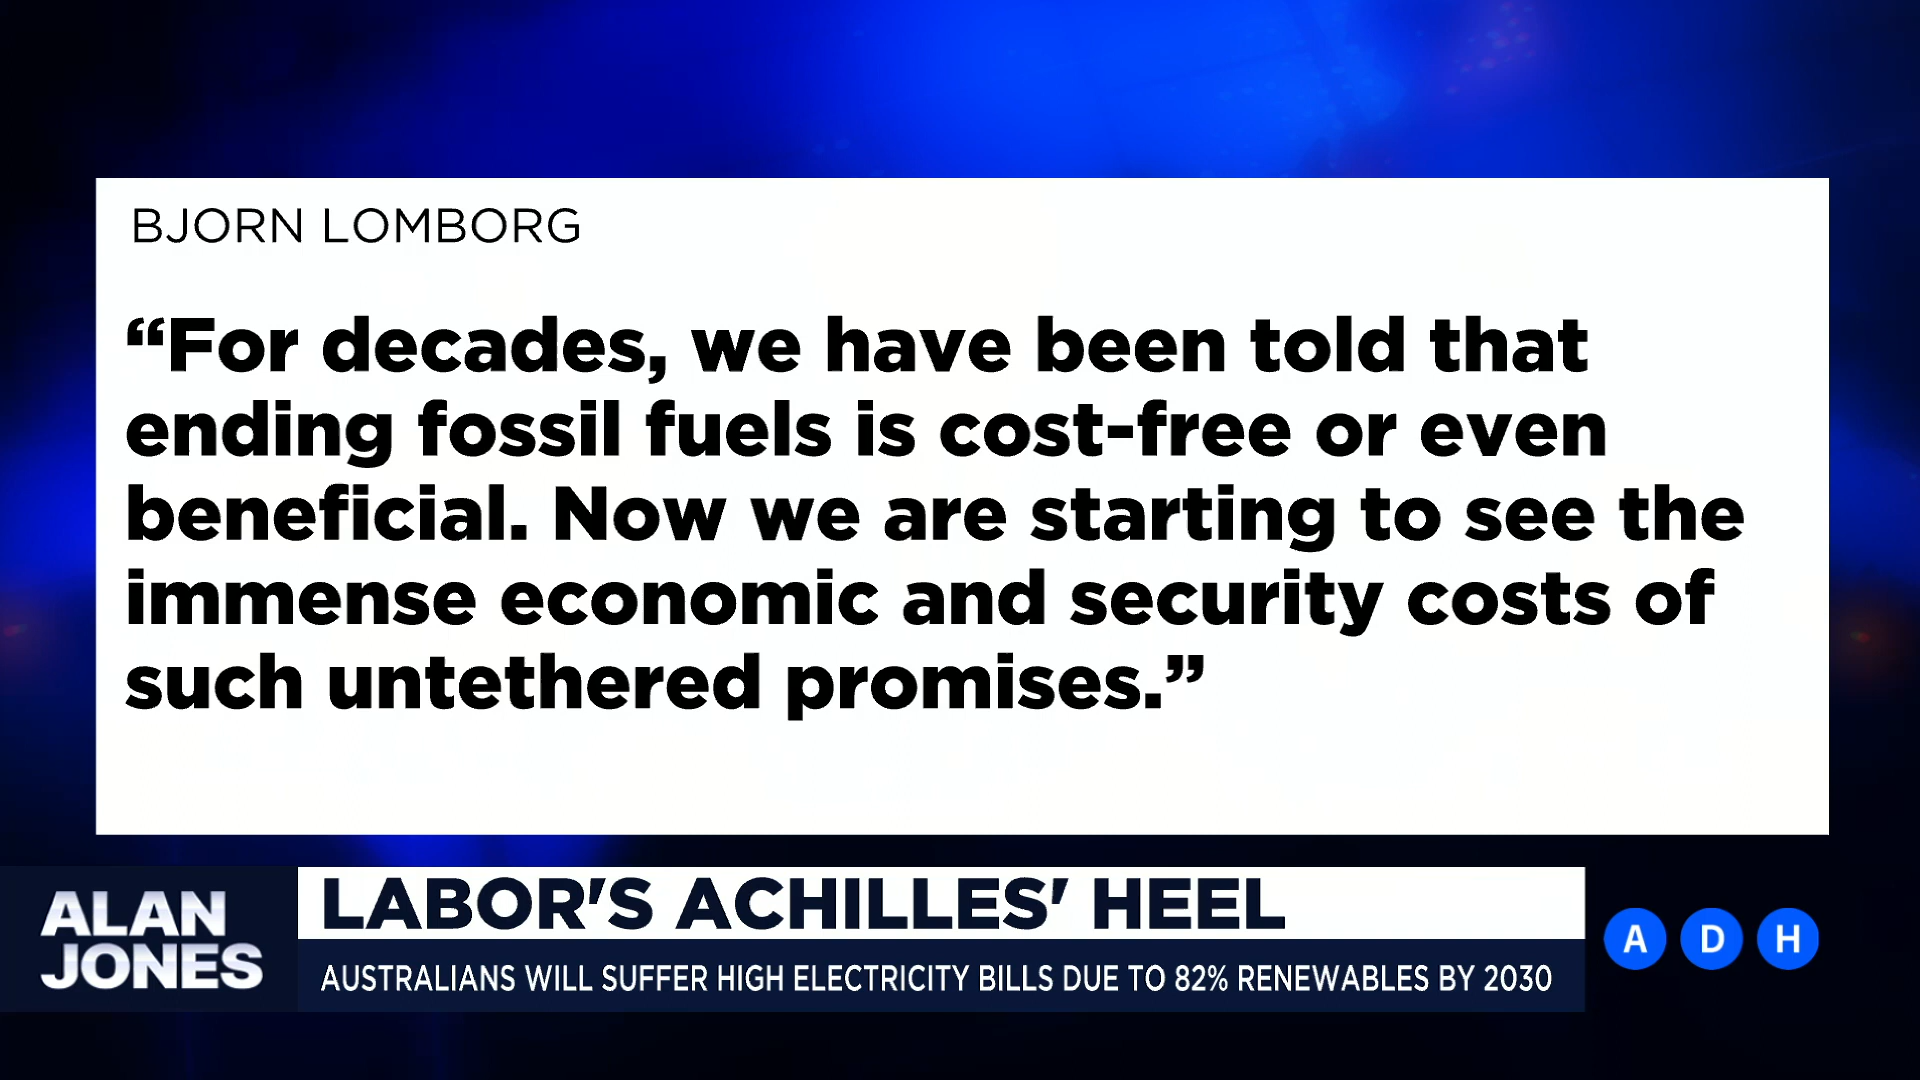 BJORN LOMBORG
“For decades, we have been told that
ending fossil fuels is cost-free or even
beneficial. Now we are starting to see the
immense economic and security costs of
such untethered promises.”
ALAN
JONES
LABOR'S ACHILLES' HEEL
AUSTRALIANS WILL SUFFER HIGH ELECTRICITY BILLS DUE TO 82% RENEWABLES BY 2030
A D H